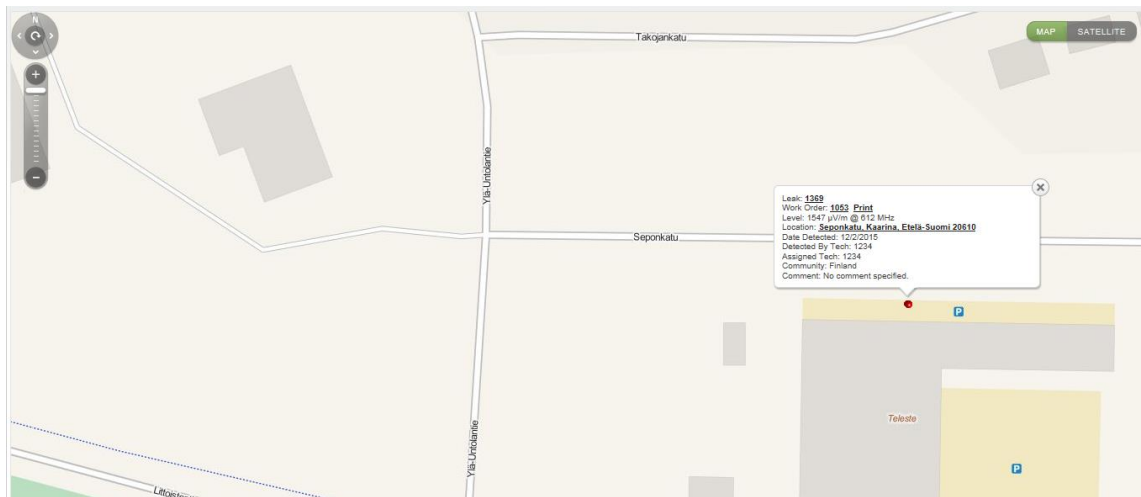 N
Takojankatu
MAP SATELLITE
Ylä-Untolantie
Leak: 1369
Work Order: 1053 Print
Level: 1547 µV/m @ 612 MHz
Location: Seponkatu, Kaarina, Etelä-Suomi 20610
Date Detected: 12/2/2015
Detected By Tech: 1234
Assigned Tech: 1234
Community: Finland
Comment: No comment specified.
Seponkatu
P
Teleste
Ylä-Untolantie
P